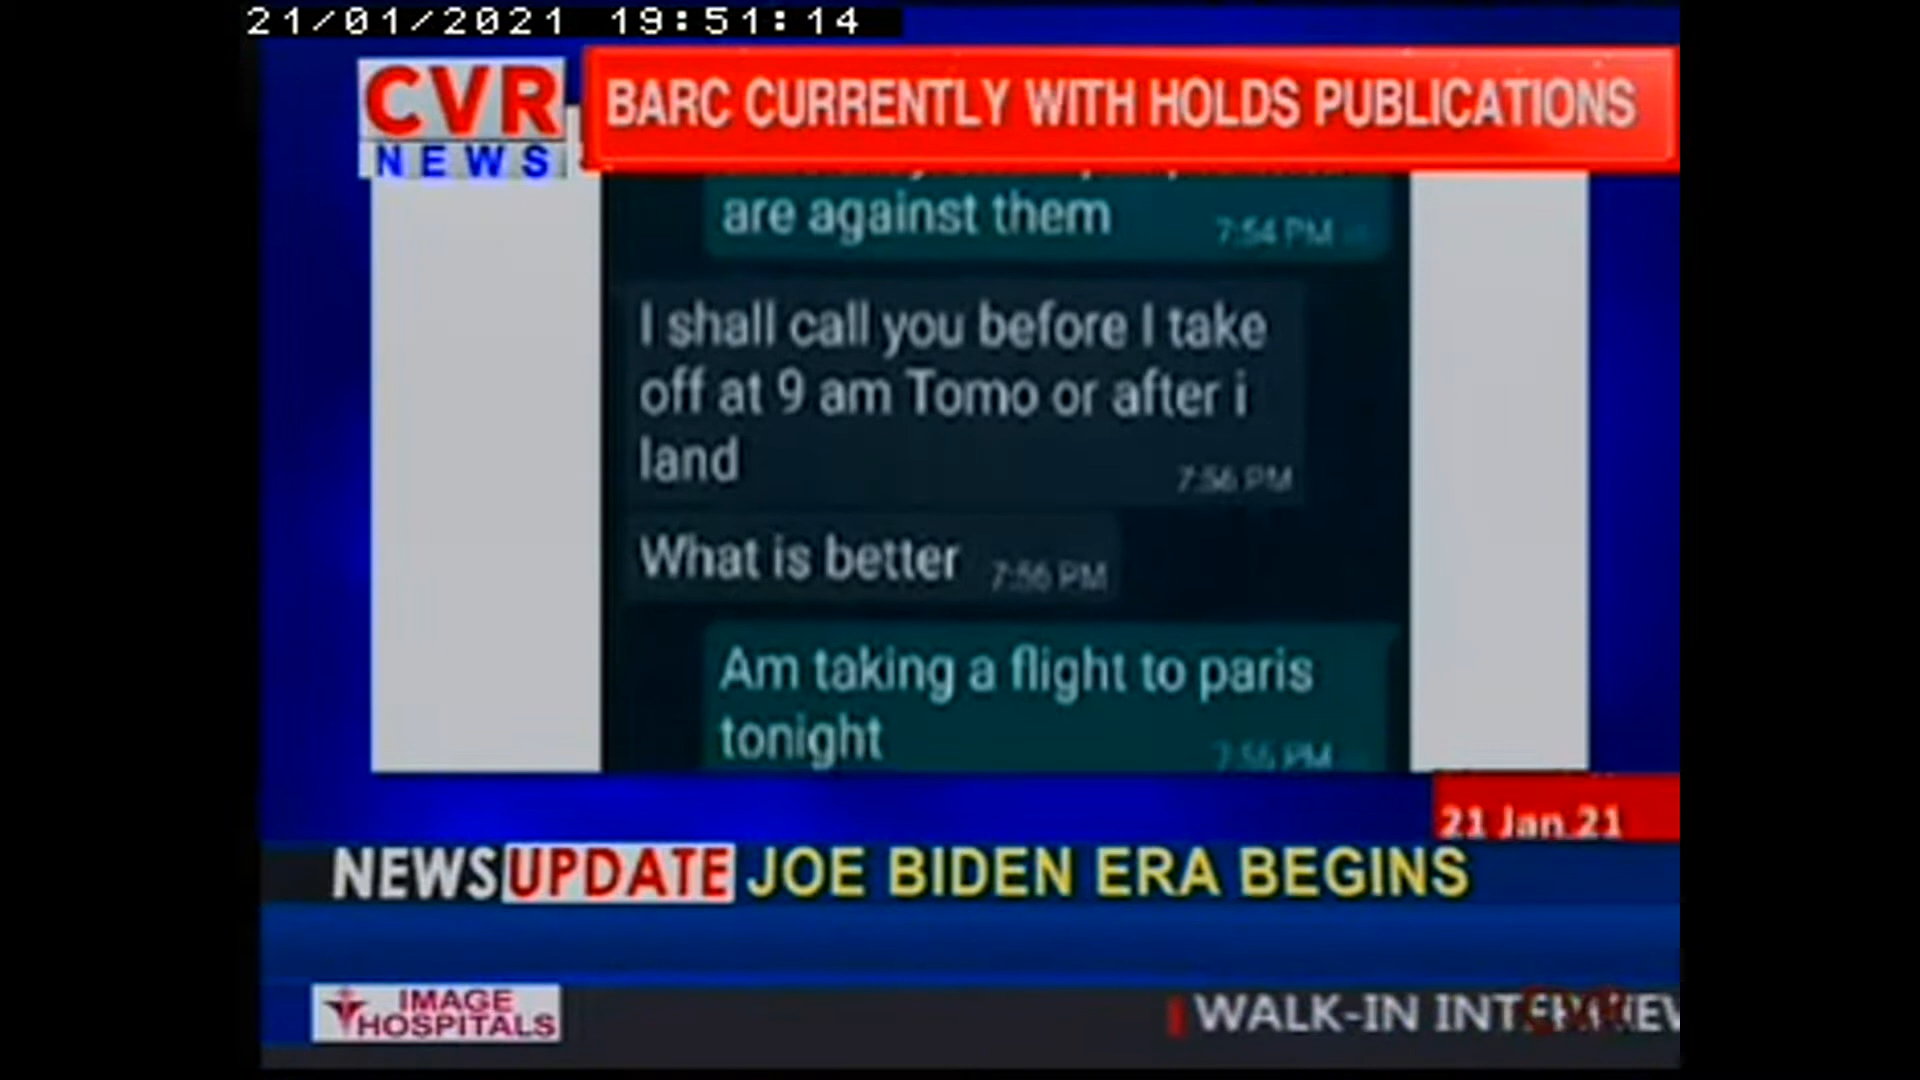 21/01/2021 19:51:14
CVR
NEWS
BARC CURRENTLY WITH HOLDS PUBLICATIONS
are against them
7:54 PM
I shall call you before I take
off at 9 am Tomo or after i
land
7:56 PM
What is better 7:56 PM
Am taking a flight to paris
tonight
7:56 PM
21 Jan 21
NEWSUPDATE JOE BIDEN ERA BEGINS
IMAGE
HOSPITALS
WALK-IN